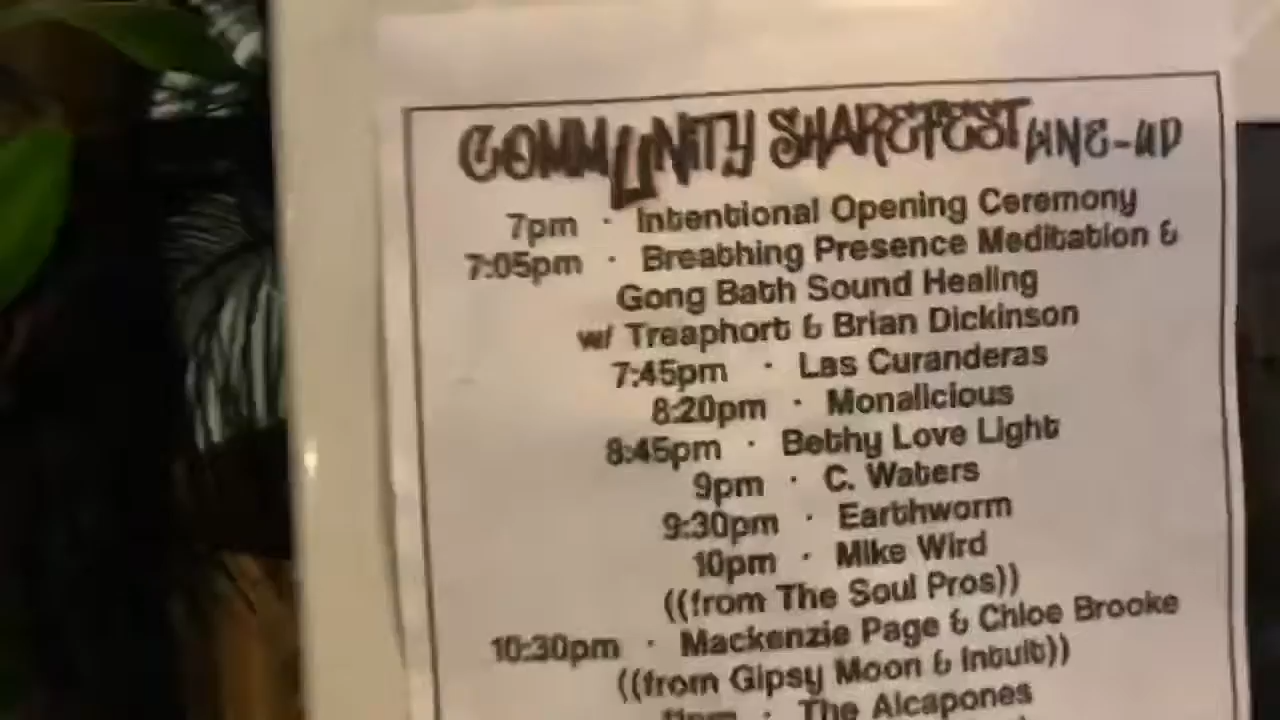 COMMUNITY SHAREFEST LINE-UP
7pm · Intentional Opening Ceremony
7:05pm · Breathing Presence Meditation &
Gong Bath Sound Healing
w/ Treaphort & Brian Dickinson
7:45pm · Las Curanderas
8:20pm · Monalicious
8:45pm · Bethy Love Light
9pm · C. Waters
9:30pm · Earthworm
10pm · Mike Wird
((from The Soul Pros))
10:30pm · Mackenzie Page & Chloe Brooke
((from Gipsy Moon & Intuit))
11pm · The Alcapones